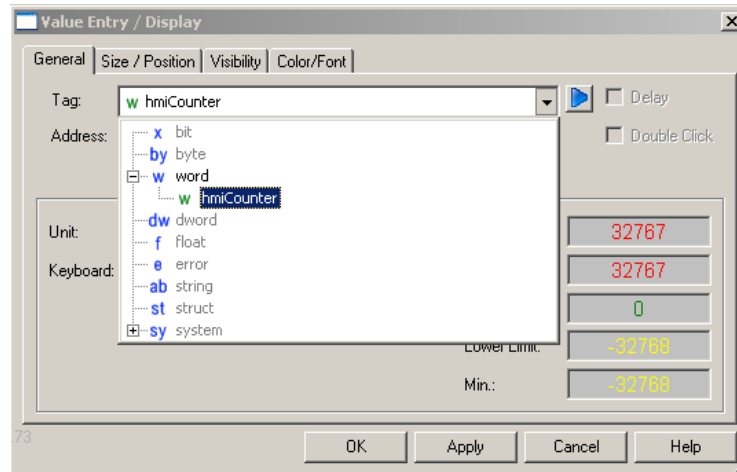 Value Entry / Display
General Size / Position Visibility Color/Font
Tag: w hmiCounter Delay
Address: x bit Double Click
by byte
w word
w hmiCounter
dw dword
Unit: f float 32767
Keyboard: e error 32767
ab string
st struct 0
sy system
Lower Limit: -32768
Min.: -32768
73
OK Apply Cancel Help